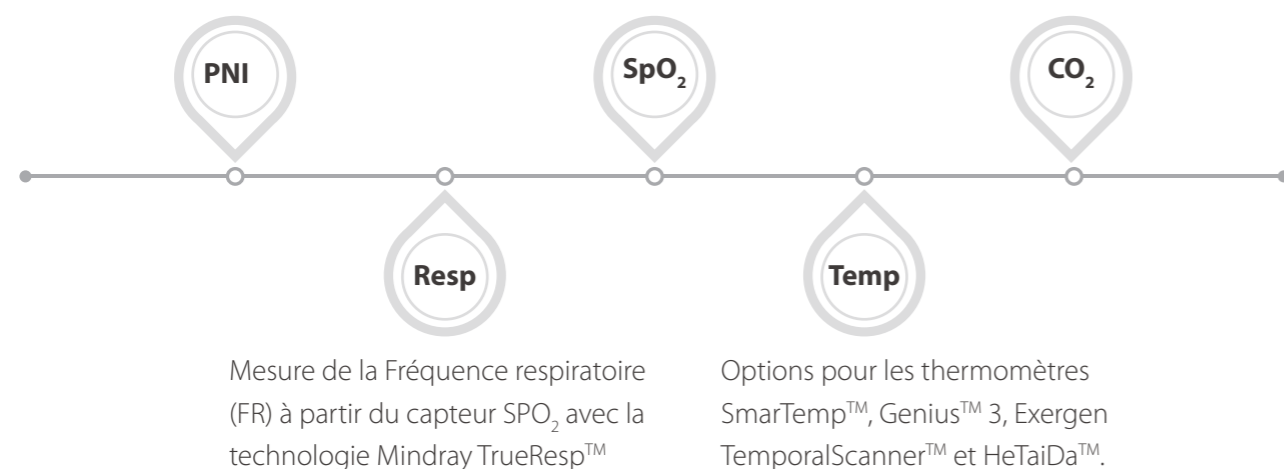 PNI
SpO₂
CO₂
Resp
Temp
Mesure de la Fréquence respiratoire
(FR) à partir du capteur SPO₂ avec la
technologie Mindray TrueResp™
Options pour les thermomètres
SmarTemp™, Genius™ 3, Exergen
TemporalScanner™ et HeTaiDa™.